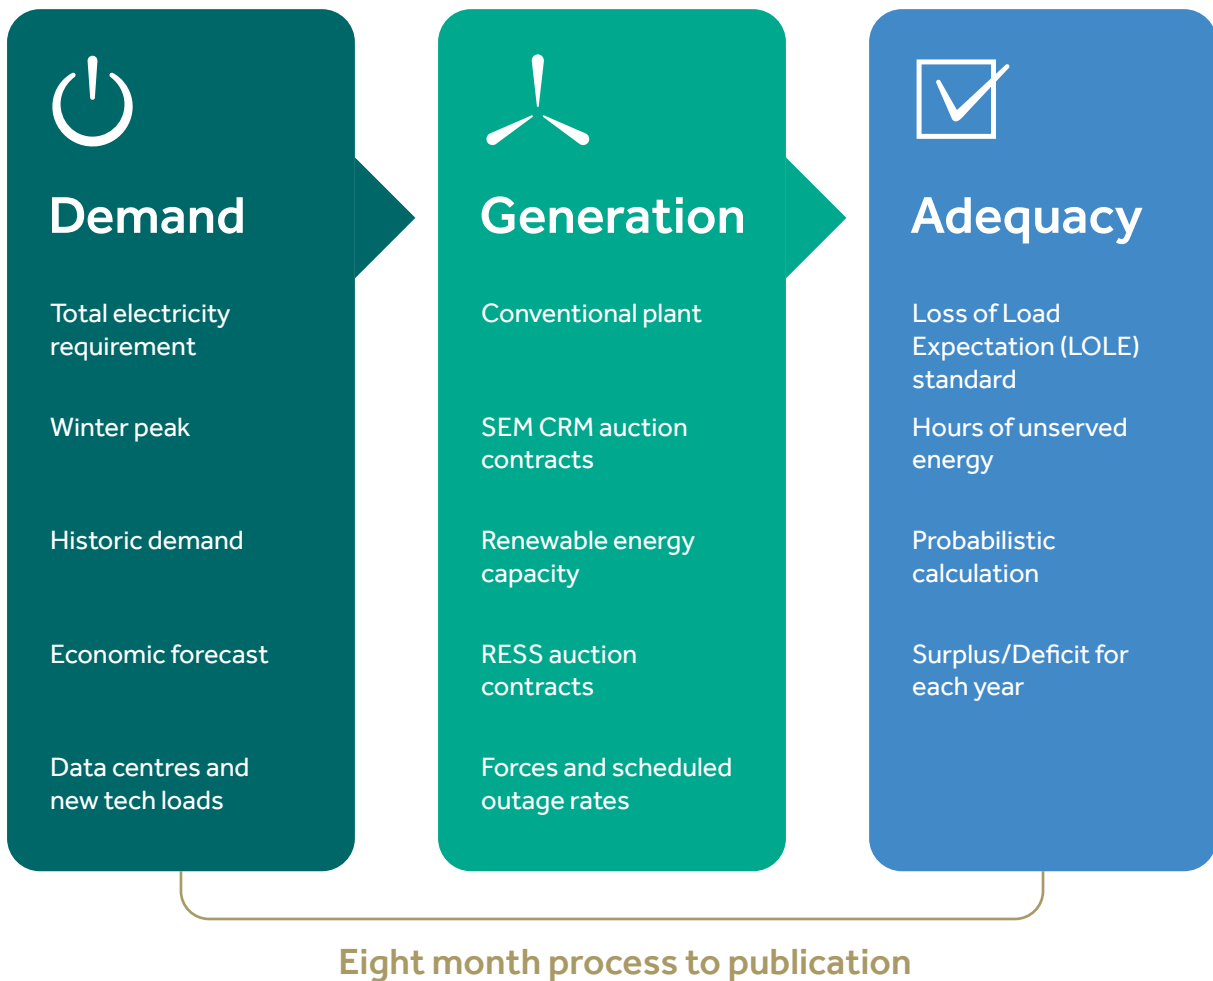 Demand
Total electricity
requirement
Winter peak
Historic demand
Economic forecast
Data centres and
new tech loads
Generation
Conventional plant
SEM CRM auction
contracts
Renewable energy
capacity
RESS auction
contracts
Forces and scheduled
outage rates
Adequacy
Loss of Load
Expectation (LOLE)
standard
Hours of unserved
energy
Probabilistic
calculation
Surplus/Deficit for
each year
Eight month process to publication